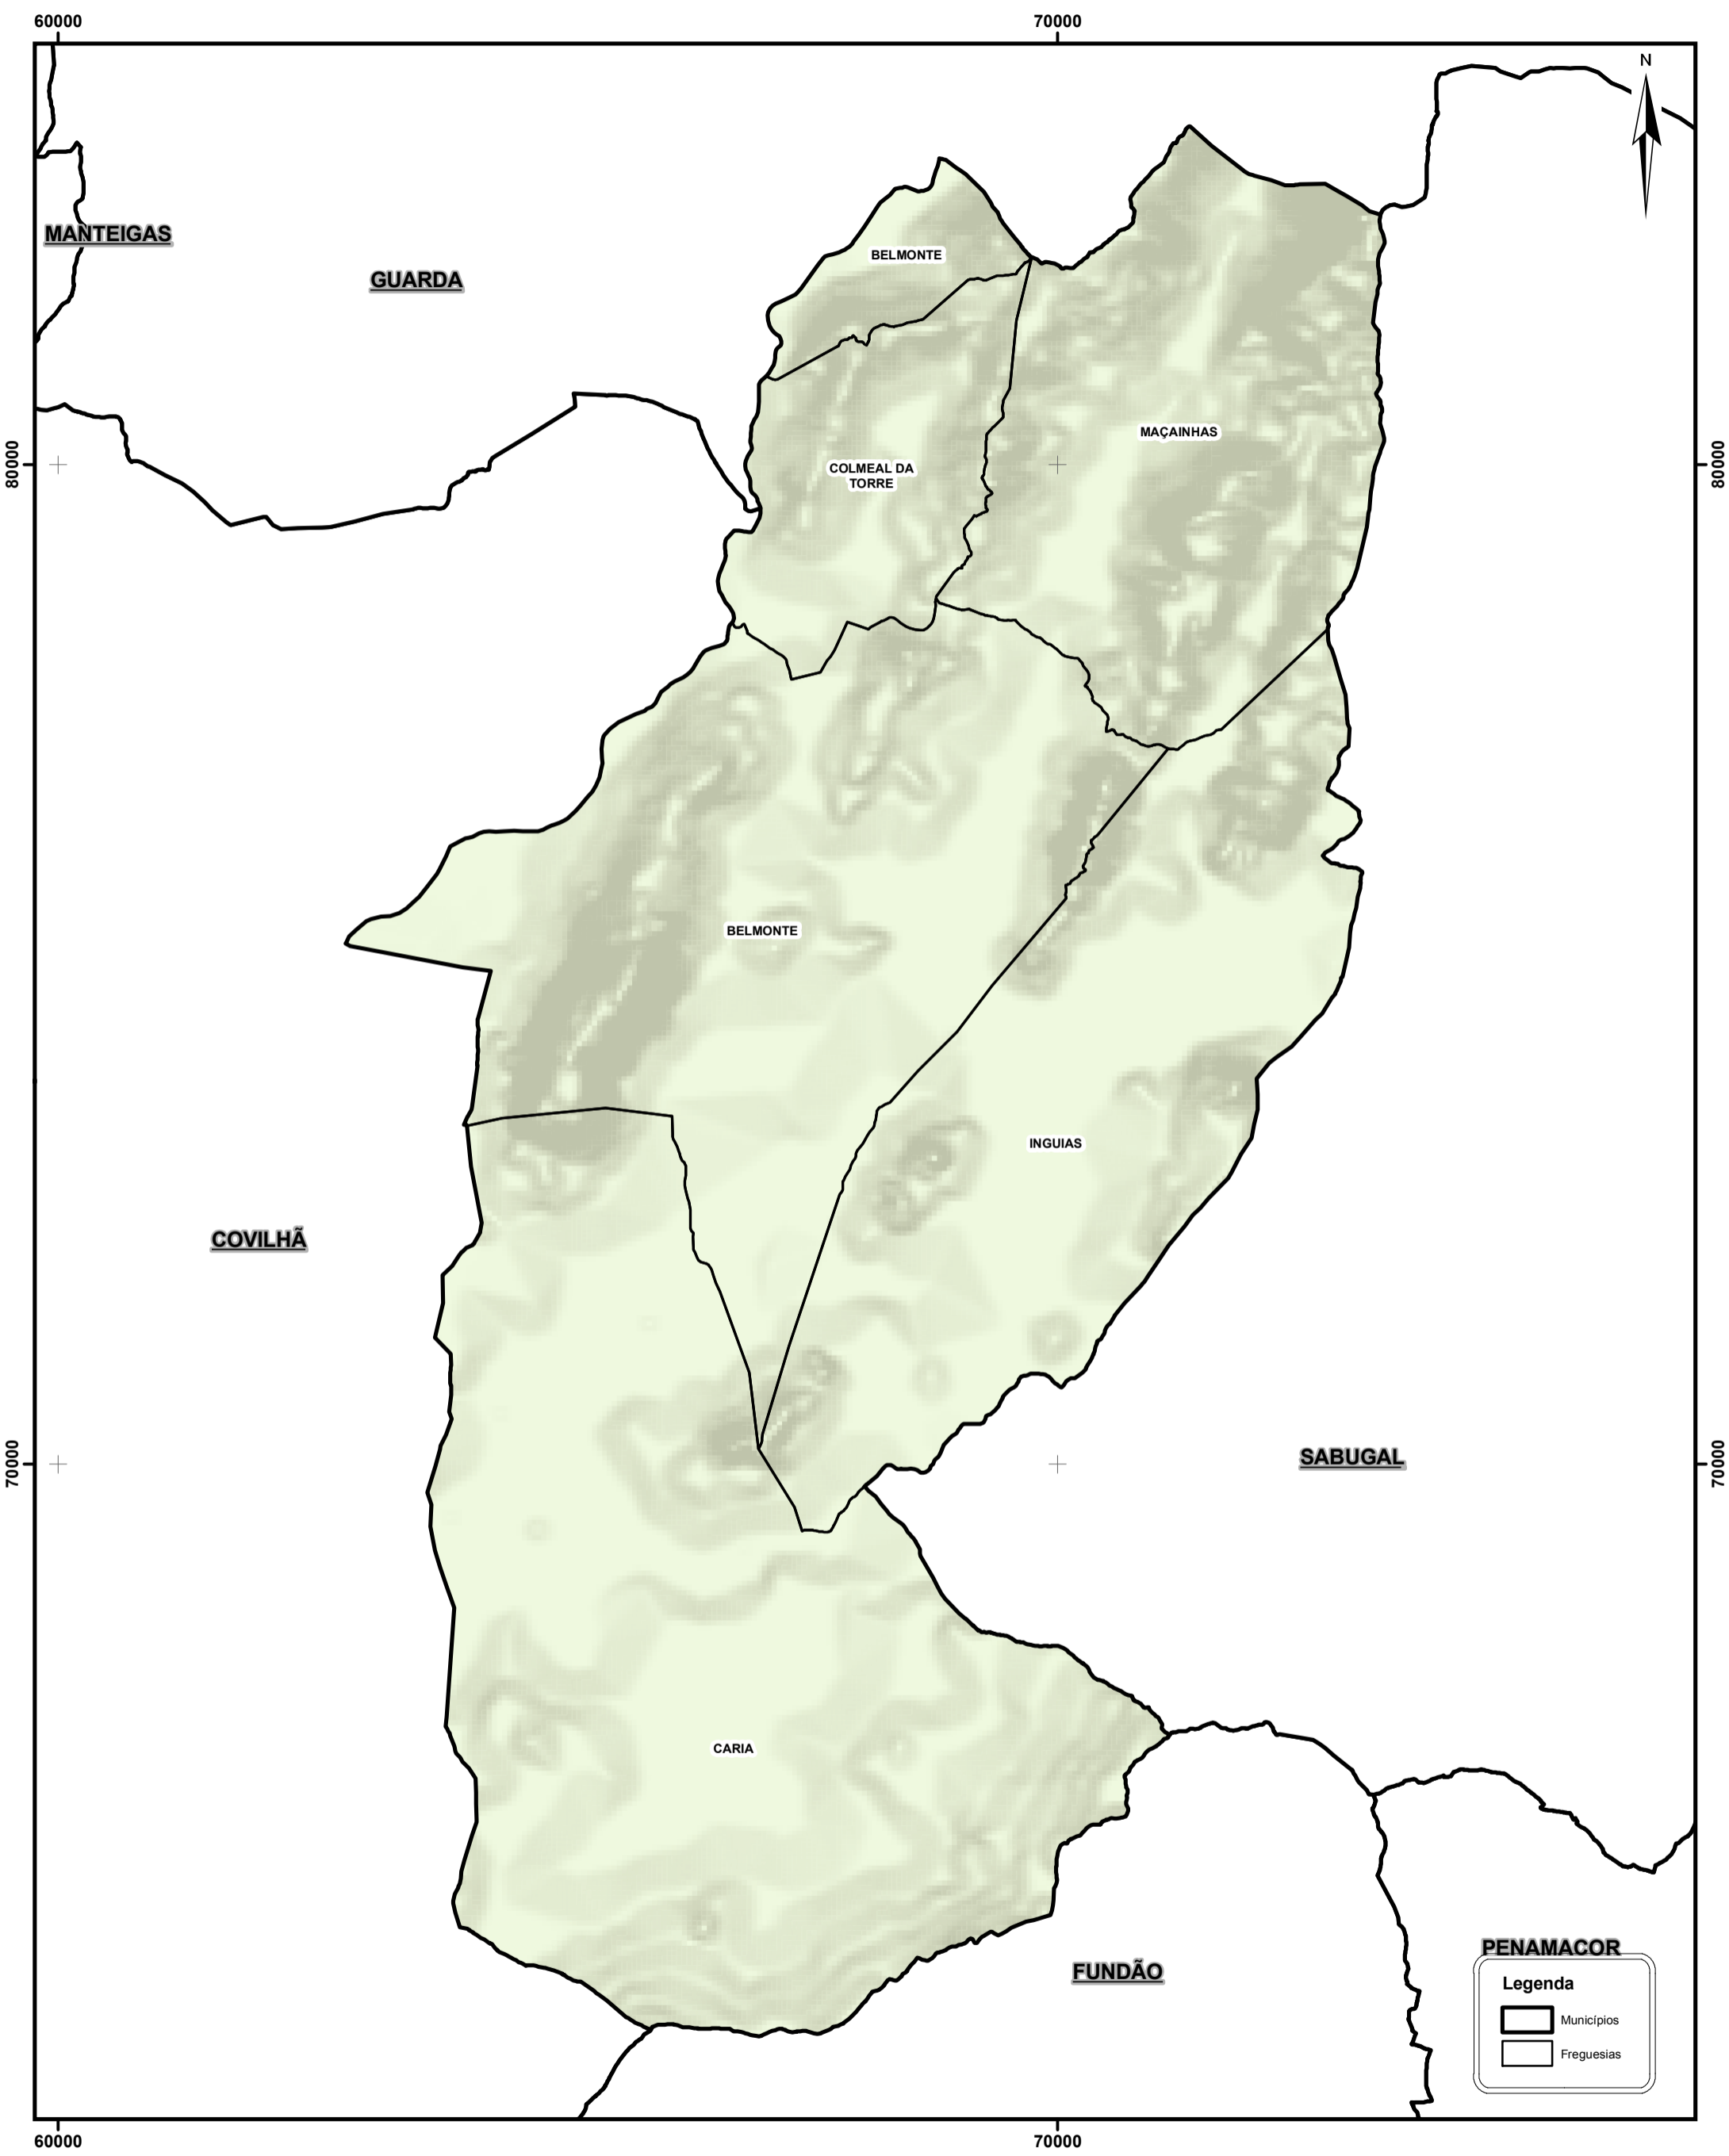 60000
70000
N
MANTEIGAS
BELMONTE
GUARDA
MAÇAINHAS
80000
80000
COLMEAL DA
TORRE
BELMONTE
INGUIAS
COVILHÃ
70000
70000
SABUGAL
CARIA
PENAMACOR
FUNDÃO
Legenda
Municípios
Freguesias
60000
70000